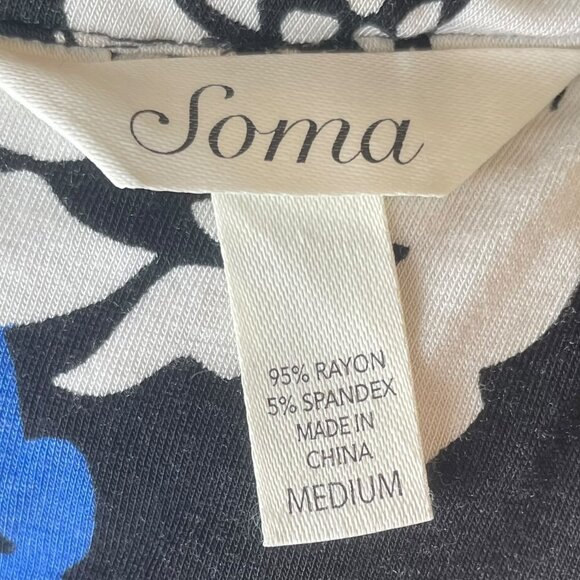 Soma
95% RAYON
5% SPANDEX
MADE IN
CHINA
MEDIUM